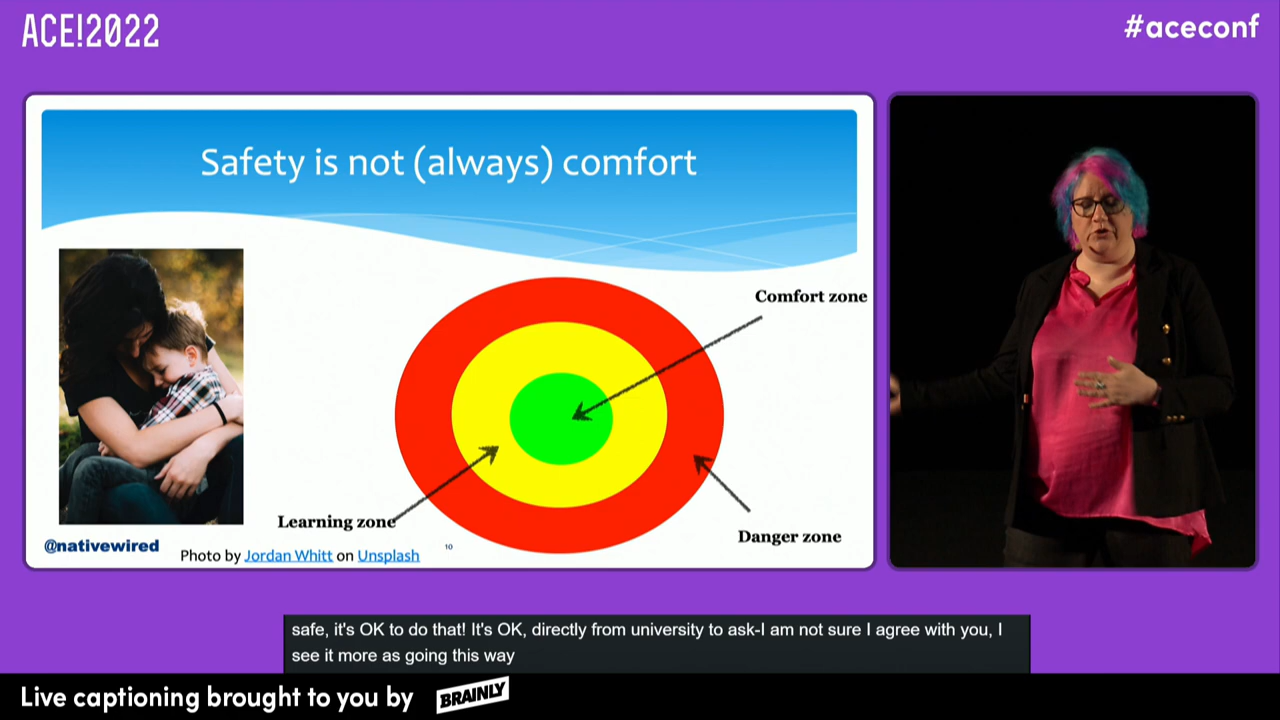 ACE!2022
#aceconf
Safety is not (always) comfort
Comfort zone
Learning zone
Danger zone
@nativewired
Photo by Jordan Whitt on Unsplash
10
safe, it's OK to do that! It's OK, directly from university to ask-I am not sure I agree with you, I
see it more as going this way
Live captioning brought to you by BRAINLY